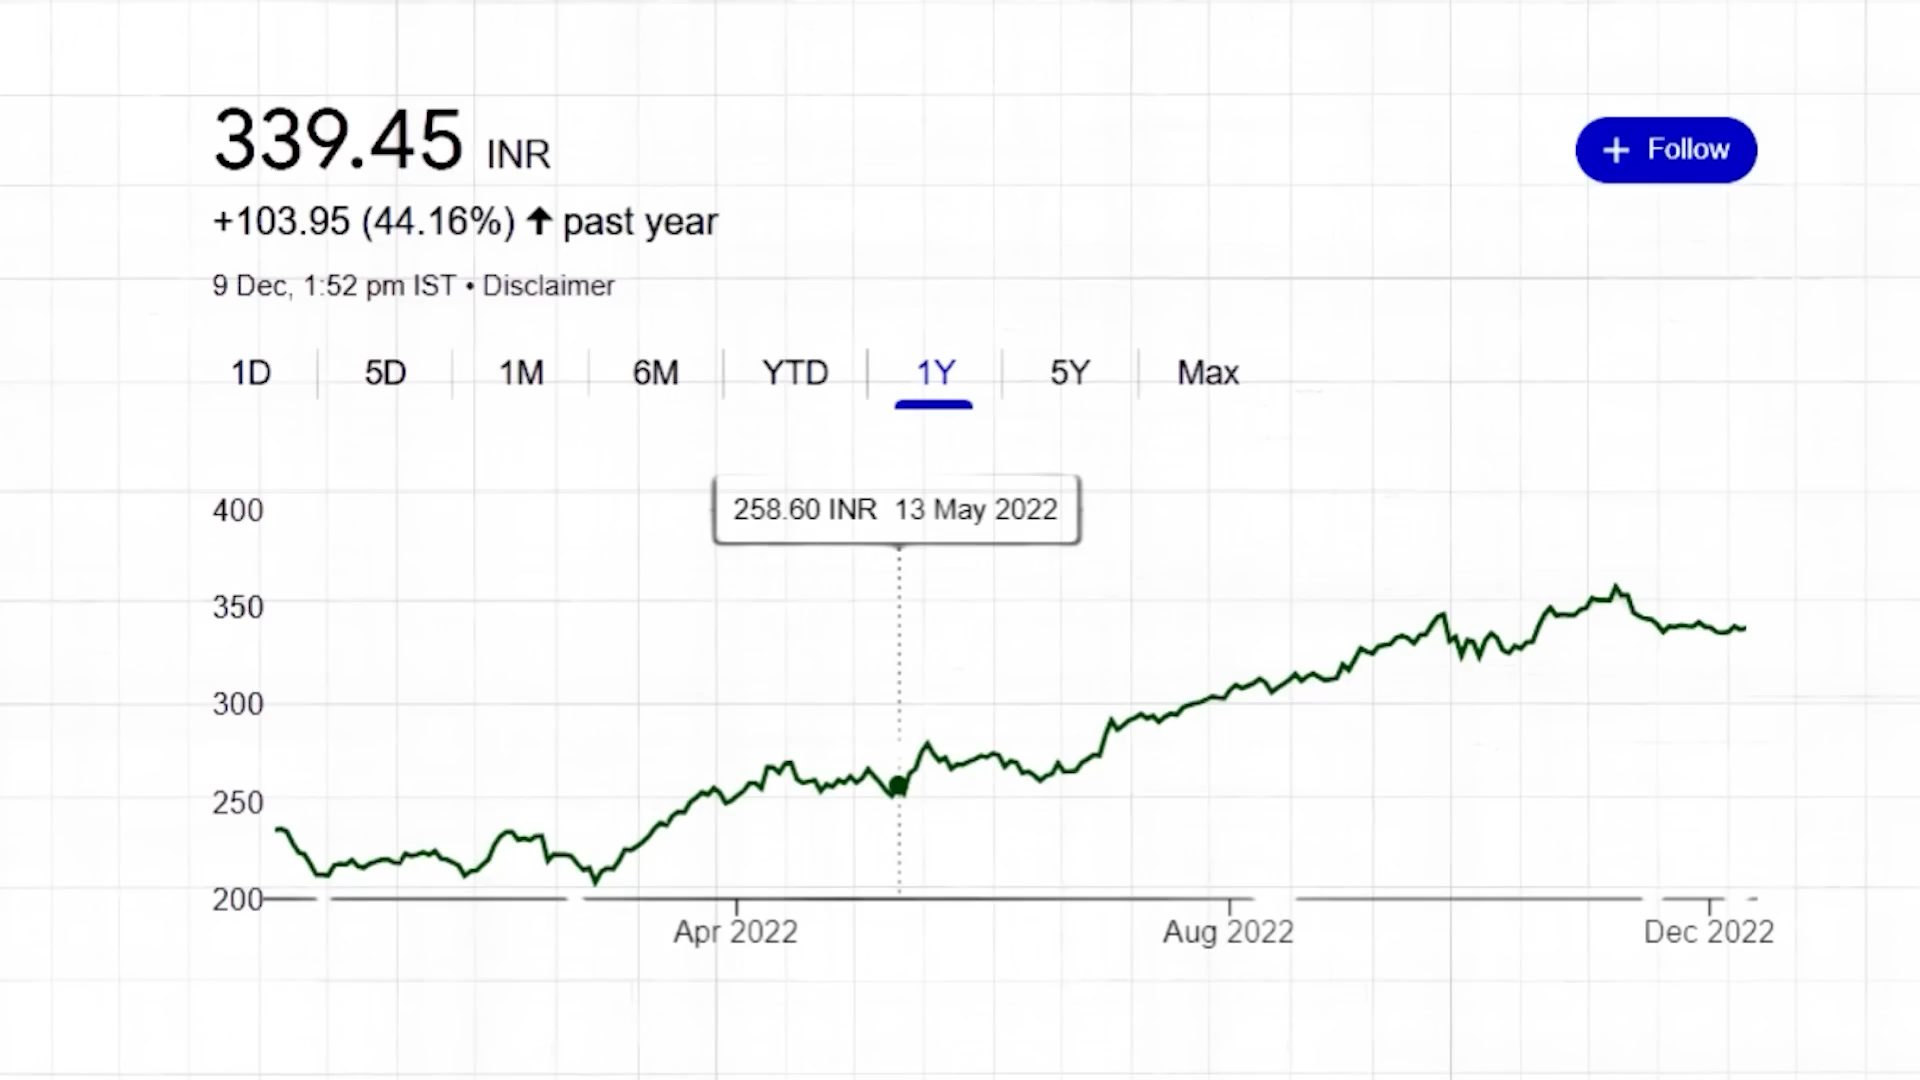 339.45 INR
+ Follow
+103.95 (44.16%) ↑ past year
9 Dec, 1:52 pm IST • Disclaimer
1D 5D 1M 6M YTD 1Y 5Y Max
258.60 INR 13 May 2022
400
350
300
250
200
Apr 2022 Aug 2022 Dec 2022